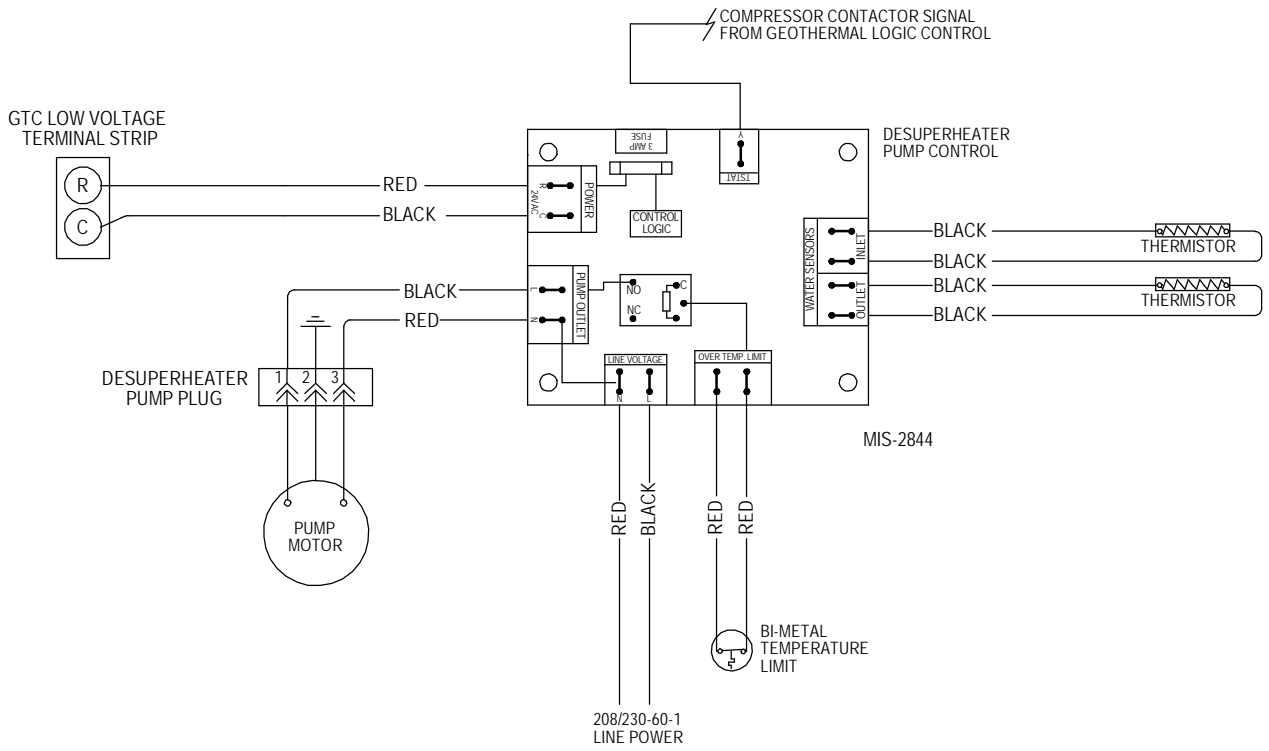 COMPRESSOR CONTACTOR SIGNAL
FROM GEOTHERMAL LOGIC CONTROL
GTC LOW VOLTAGE
TERMINAL STRIP
R
C
RED
BLACK
3 AMP
FUSE
Y
TSTAT
DESUPERHEATER
PUMP CONTROL
R
C
24VAC
POWER
CONTROL
LOGIC
WATER SENSORS
INLET
OUTLET
BLACK
BLACK
BLACK
BLACK
THERMISTOR
THERMISTOR
BLACK
RED
L
N
PUMP OUTLET
NO
NC
C
LINE VOLTAGE
N
L
OVER TEMP. LIMIT
DESUPERHEATER
PUMP PLUG
1
2
3
MIS-2844
PUMP
MOTOR
RED
BLACK
RED
RED
BI-METAL
TEMPERATURE
LIMIT
208/230-60-1
LINE POWER